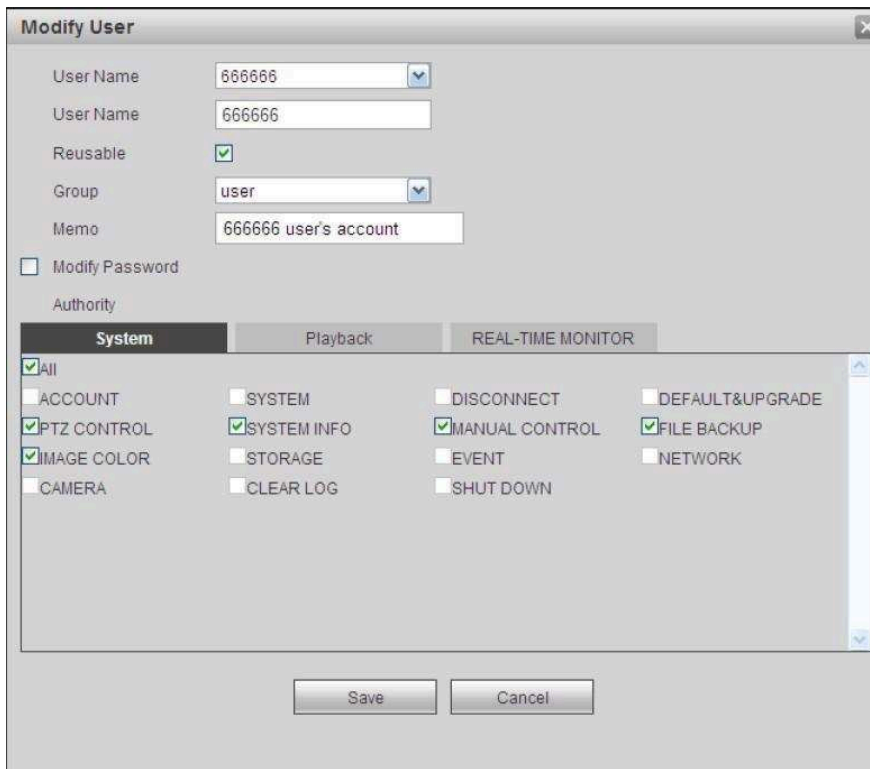 Modify User
User Name 666666
User Name 666666
Reusable
Group user
Memo 666666 user's account
Modify Password
Authority
System Playback REAL-TIME MONITOR
All
ACCOUNT SYSTEM DISCONNECT DEFAULT&UPGRADE
PTZ CONTROL SYSTEM INFO MANUAL CONTROL FILE BACKUP
IMAGE COLOR STORAGE EVENT NETWORK
CAMERA CLEAR LOG SHUT DOWN
Save Cancel